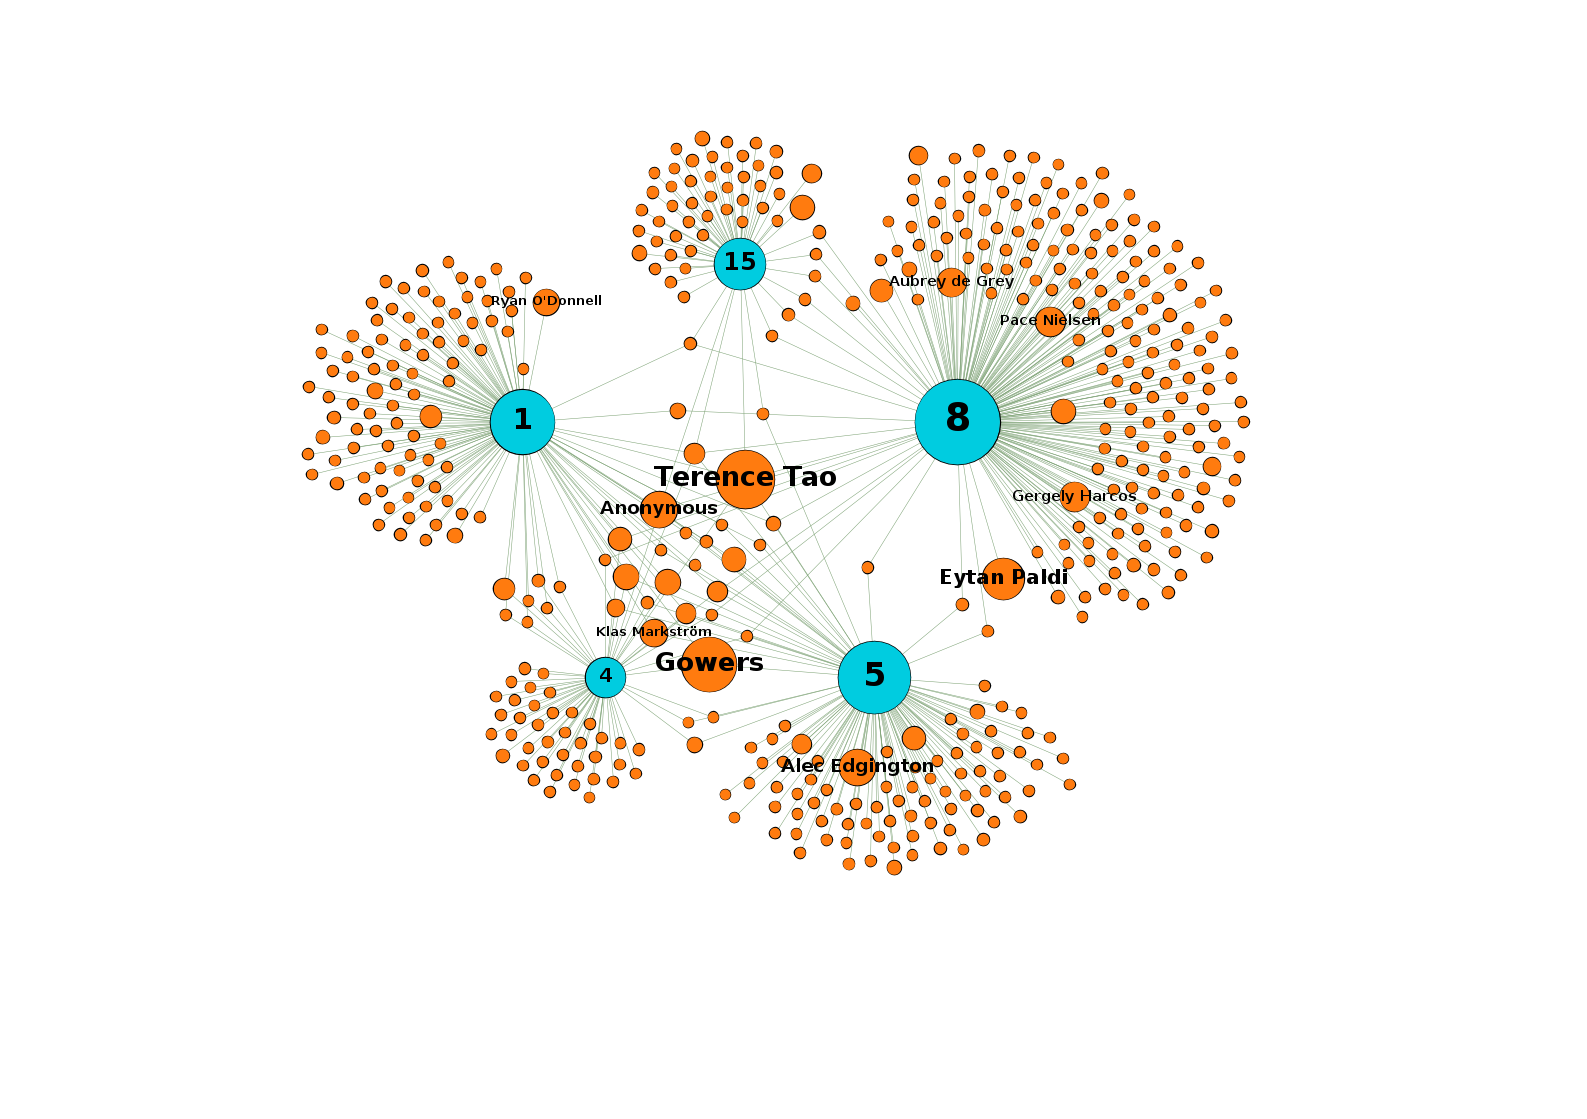 15
Aubrey de Grey
Ryan O'Donnell
Pace Nielsen
1
8
Terence Tao
Gergely Harcos
Anonymous
Eytan Paldi
Klas Markström
Gowers
4
5
Alec Edgington